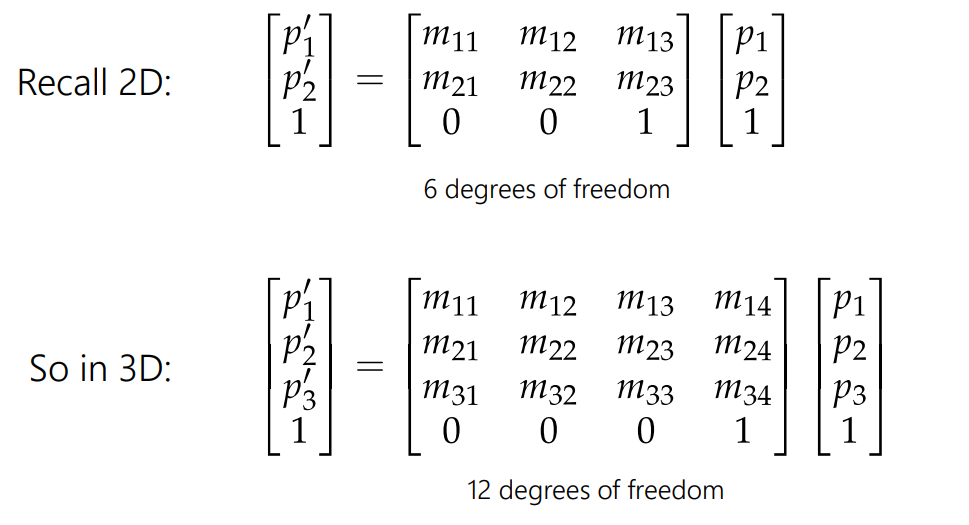 Recall 2D: [p′₁ p′₂ 1] = [m₁₁ m₁₂ m₁₃; m₂₁ m₂₂ m₂₃; 0 0 1] [p₁ p₂ 1]
6 degrees of freedom
So in 3D: [p′₁ p′₂ p′₃ 1] = [m₁₁ m₁₂ m₁₃ m₁₄; m₂₁ m₂₂ m₂₃ m₂₄; m₃₁ m₃₂ m₃₃ m₃₄; 0 0 0 1] [p₁ p₂ p₃ 1]
12 degrees of freedom